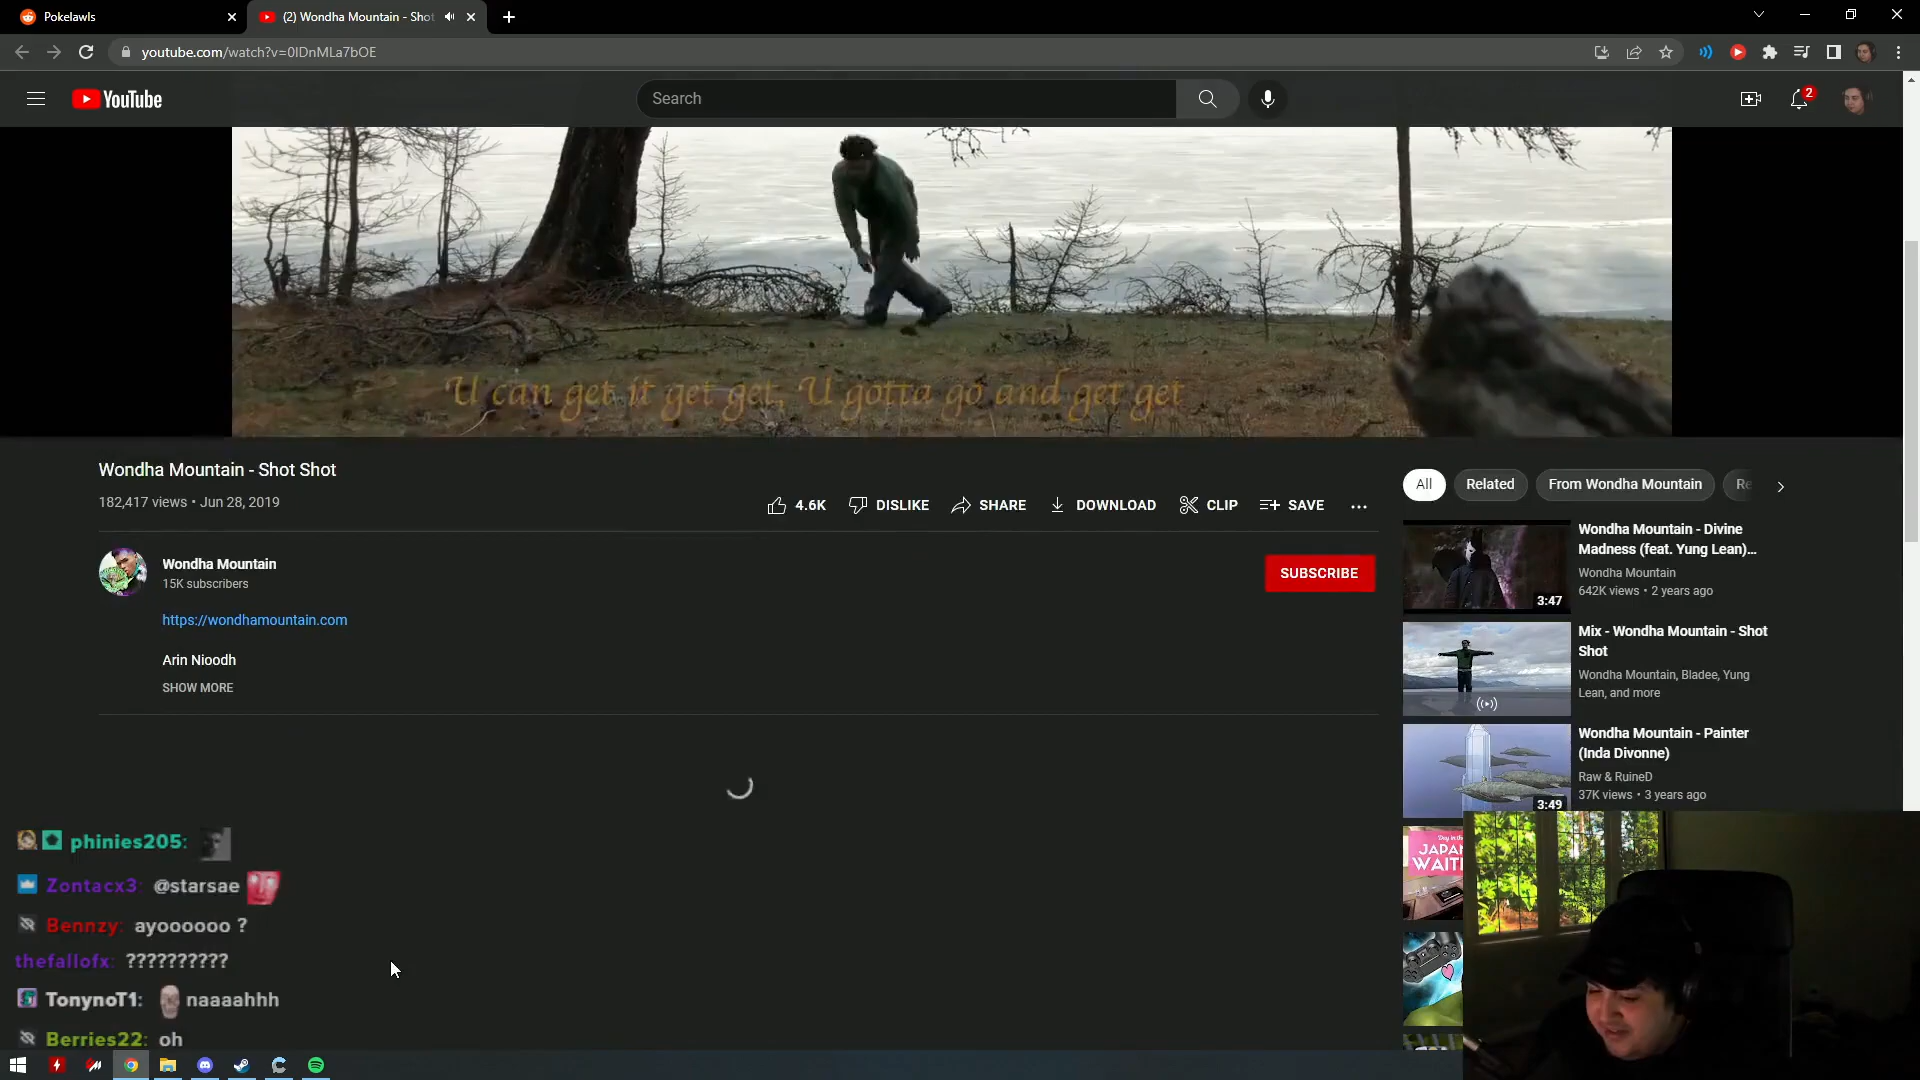 Pokelawls
(2) Wondha Mountain - Shot
youtube.com/watch?v=0IDnMLa7bOE
YouTube
Search
2
U can get it get get, U gotta go and get get
Wondha Mountain - Shot Shot
182,417 views • Jun 28, 2019
4.6K
DISLIKE
SHARE
DOWNLOAD
CLIP
SAVE
Wondha Mountain
15K subscribers
SUBSCRIBE
https://wondhamountain.com
Arin Nioodh
SHOW MORE
All
Related
From Wondha Mountain
Re
Wondha Mountain - Divine
Madness (feat. Yung Lean)...
Wondha Mountain
642K views • 2 years ago
3:47
Mix - Wondha Mountain - Shot
Shot
Wondha Mountain, Bladee, Yung
Lean, and more
Wondha Mountain - Painter
(Inda Divonne)
Raw & RuineD
37K views • 3 years ago
3:49
JAPAN
WAIT
phinies205:
Zontacx3: @starsae
Bennzy: ayoooooo ?
thefallofx: ??????????
TonynoT1: naaaahhh
Berries22: oh